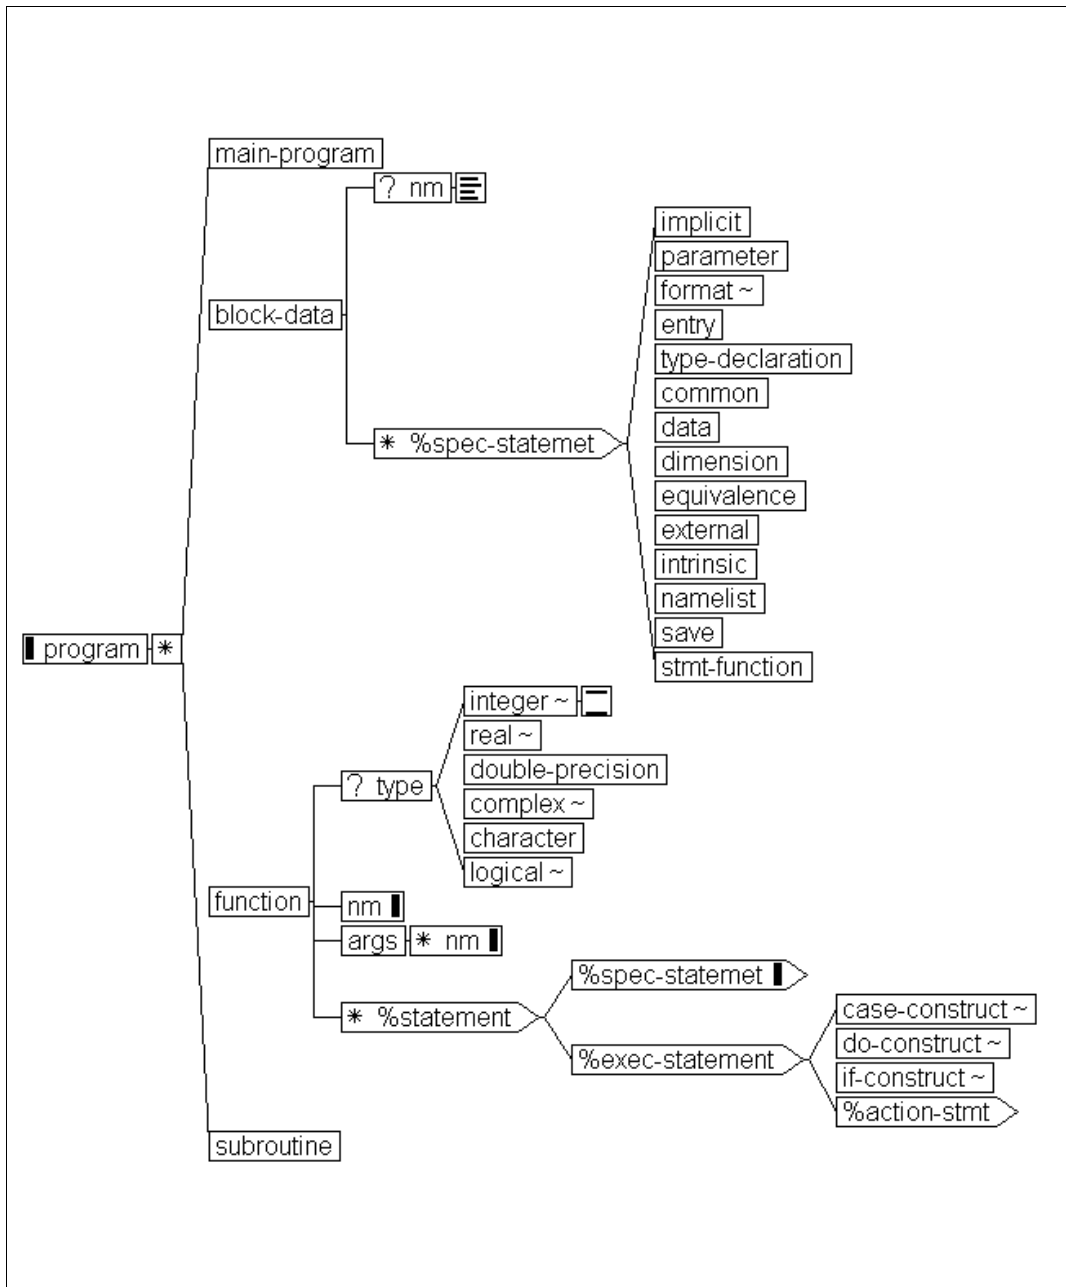 main-program
? nm
implicit
parameter
format ~
block-data
entry
type-declaration
common
data
* %spec-statemet
dimension
equivalence
external
intrinsic
namelist
save
program *
stmt-function
integer ~
real ~
double-precision
? type
complex ~
character
logical ~
function
nm
args * nm
%spec-statemet
* %statement
case-construct ~
do-construct ~
%exec-statement
if-construct ~
%action-stmt
subroutine